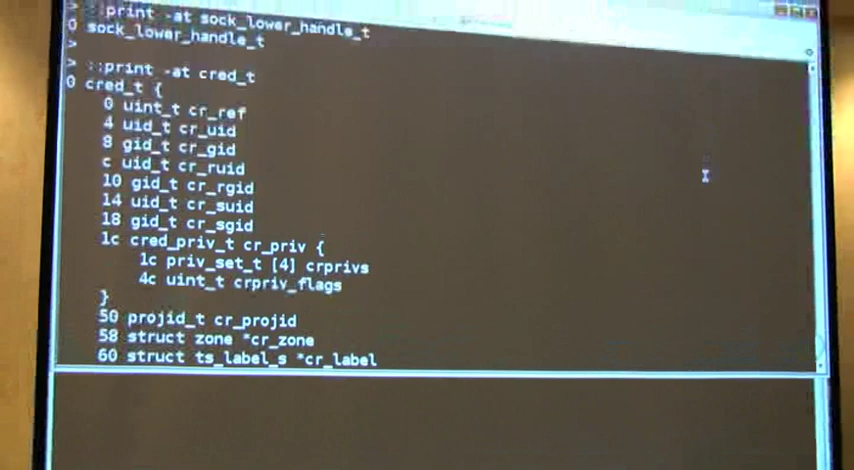 > ::print -at sock_lower_handle_t
0 sock_lower_handle_t
>
> ::print -at cred_t
0 cred_t {
0 uint_t cr_ref
4 uid_t cr_uid
8 gid_t cr_gid
c uid_t cr_ruid
10 gid_t cr_rgid
14 uid_t cr_suid
18 gid_t cr_sgid
1c cred_priv_t cr_priv {
1c priv_set_t [4] crprivs
4c uint_t crpriv_flags
}
50 projid_t cr_projid
58 struct zone *cr_zone
60 struct ts_label_s *cr_label